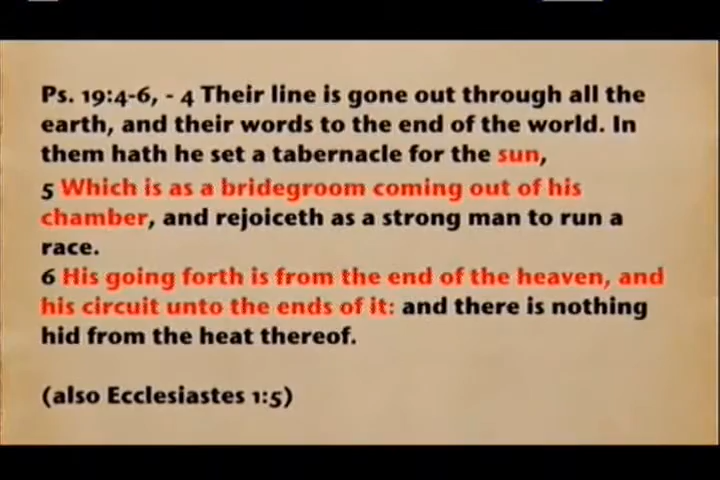 Ps. 19:4-6, - 4 Their line is gone out through all the
earth, and their words to the end of the world. In
them hath he set a tabernacle for the sun,
5 Which is as a bridegroom coming out of his
chamber, and rejoiceth as a strong man to run a
race.
6 His going forth is from the end of the heaven, and
his circuit unto the ends of it: and there is nothing
hid from the heat thereof.
(also Ecclesiastes 1:5)